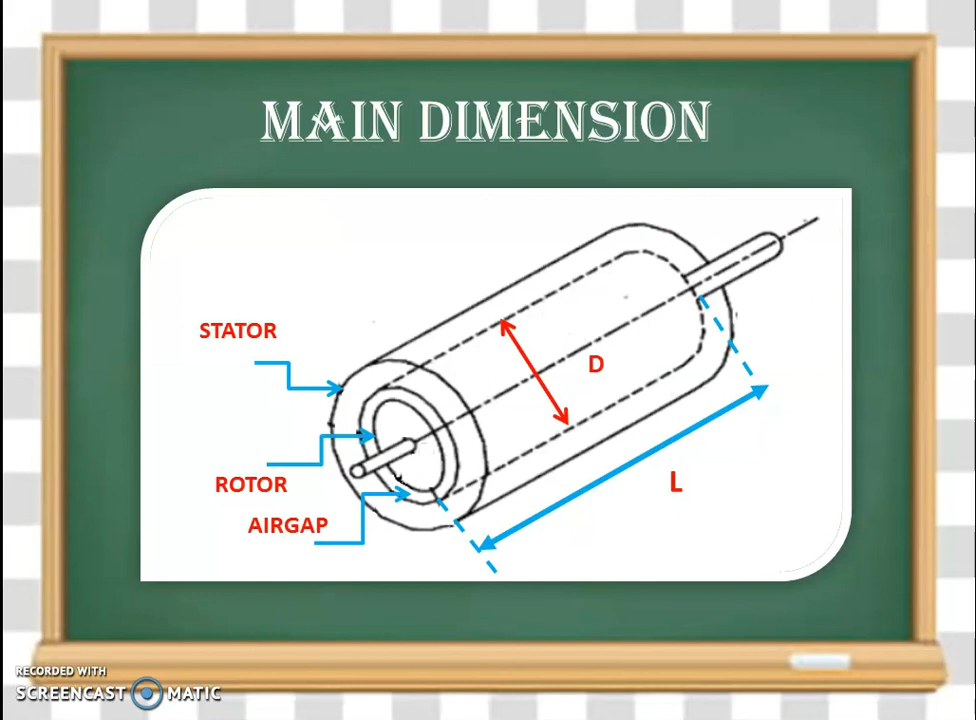 MAIN DIMENSION
STATOR
D
L
ROTOR
AIRGAP
RECORDED WITH
SCREENCAST MATIC